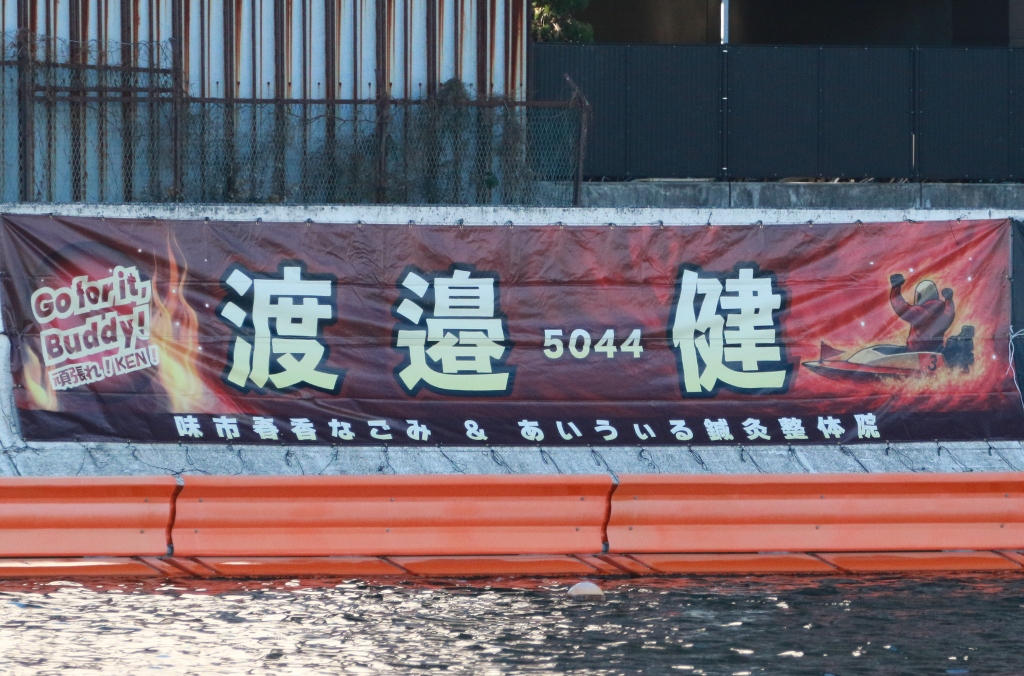 Go for it,
Buddy!
頑張れ！KEN！
渡邉 5044 健
味市春香なごみ & あいうぃる鍼灸整体院